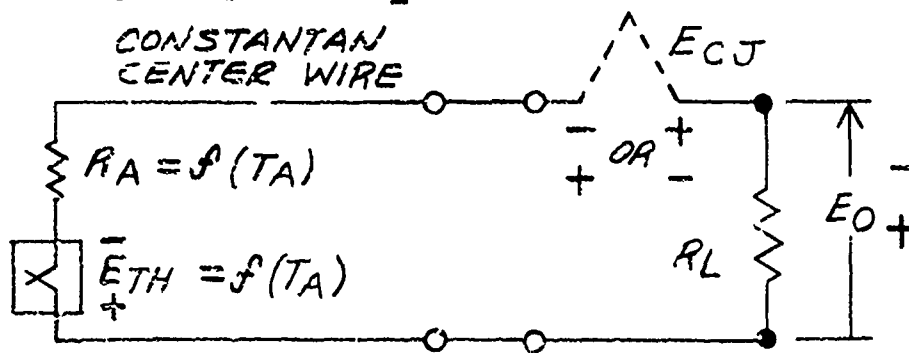 CONSTANTAN
CENTER WIRE
E_CJ
- +
OR
+ -
R_A = f(T_A)
-
E_O
+
R_L
-
E_TH = f(T_A)
+